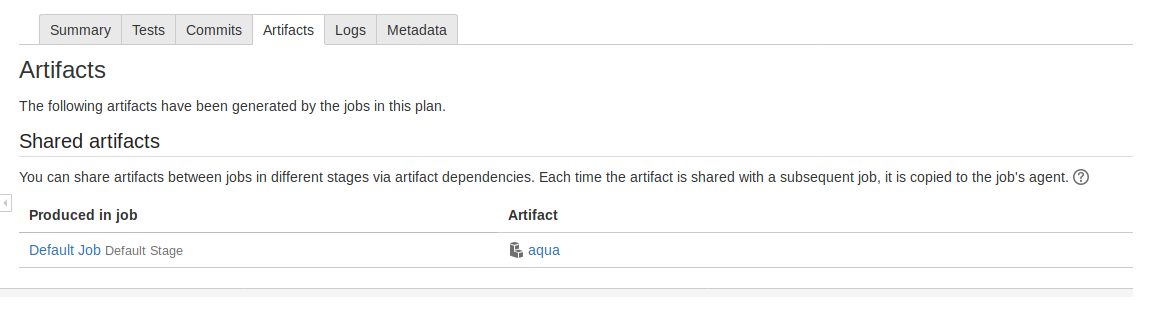 Summary Tests Commits Artifacts Logs Metadata
Artifacts
The following artifacts have been generated by the jobs in this plan.
Shared artifacts
You can share artifacts between jobs in different stages via artifact dependencies. Each time the artifact is shared with a subsequent job, it is copied to the job's agent. ?
Produced in job Artifact
Default Job Default Stage aqua